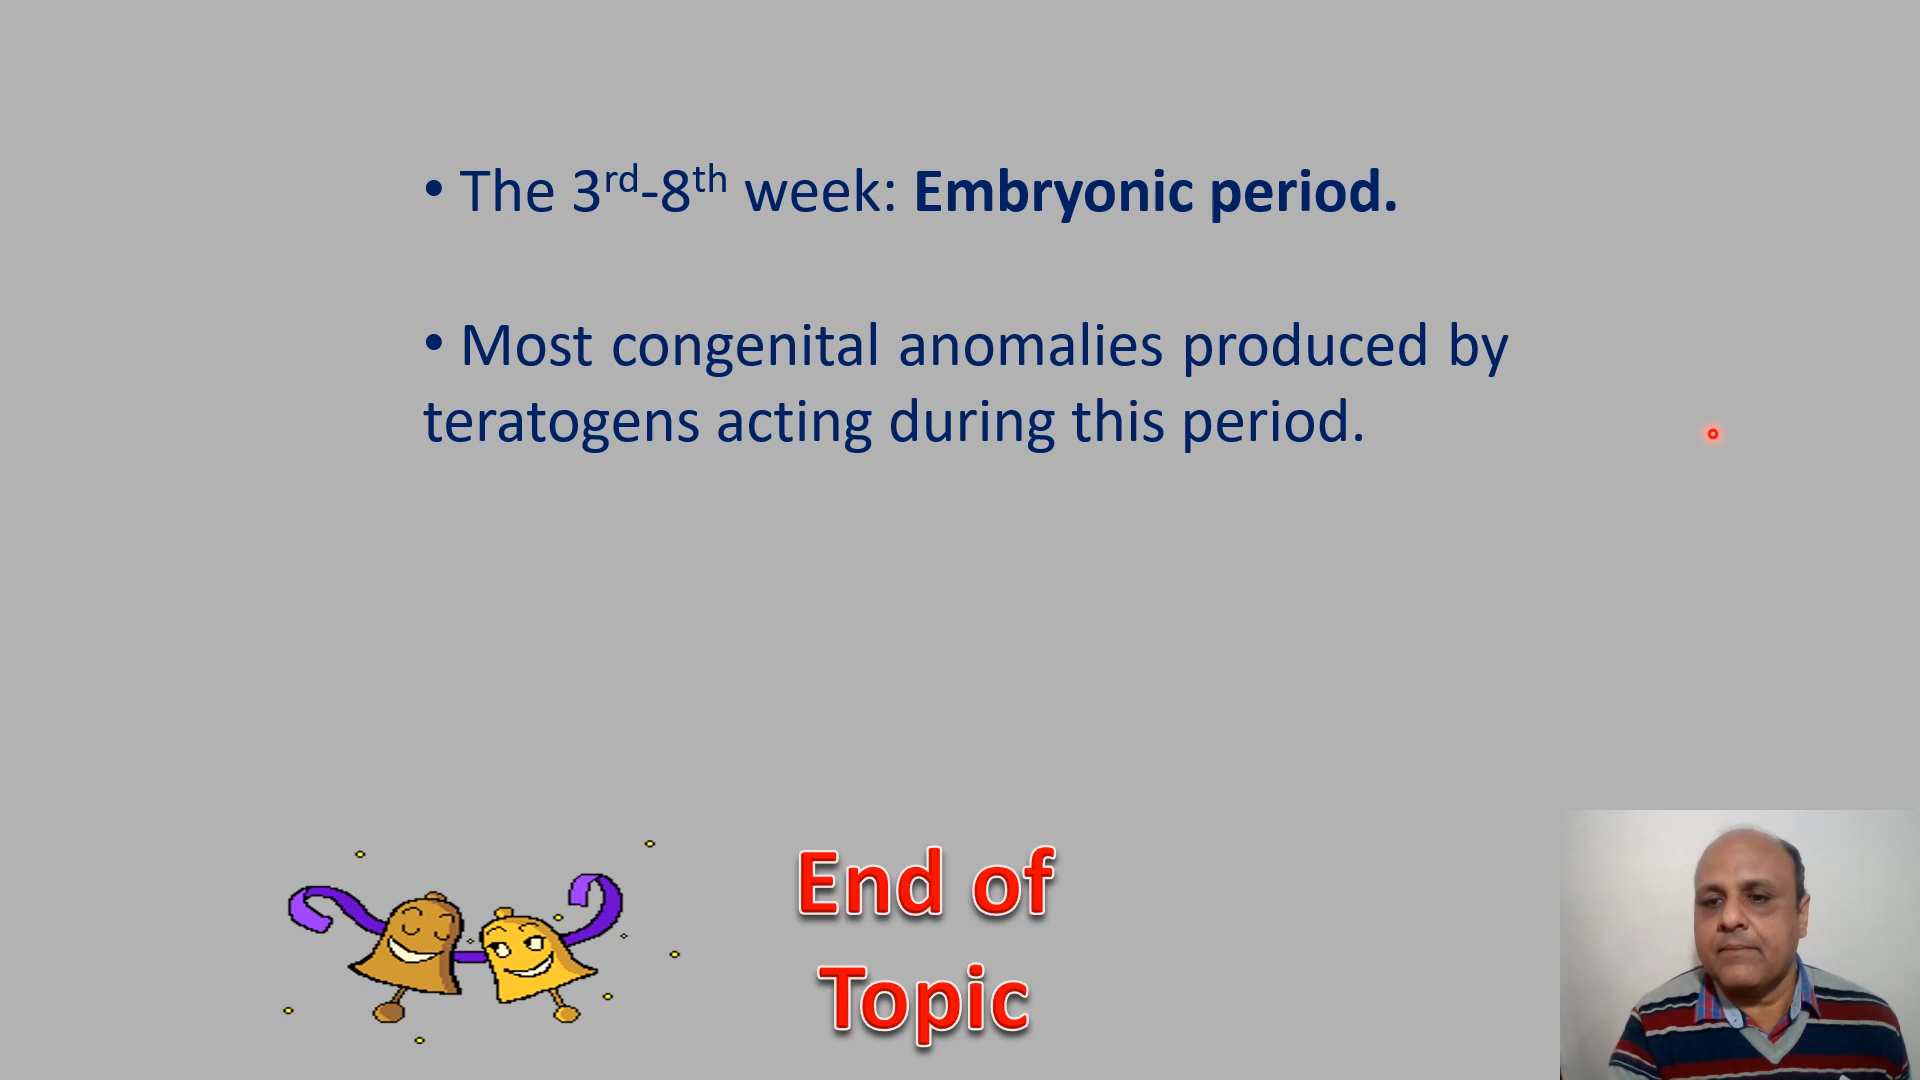 • The 3rd-8th week: Embryonic period.
• Most congenital anomalies produced by
teratogens acting during this period.
End of
Topic